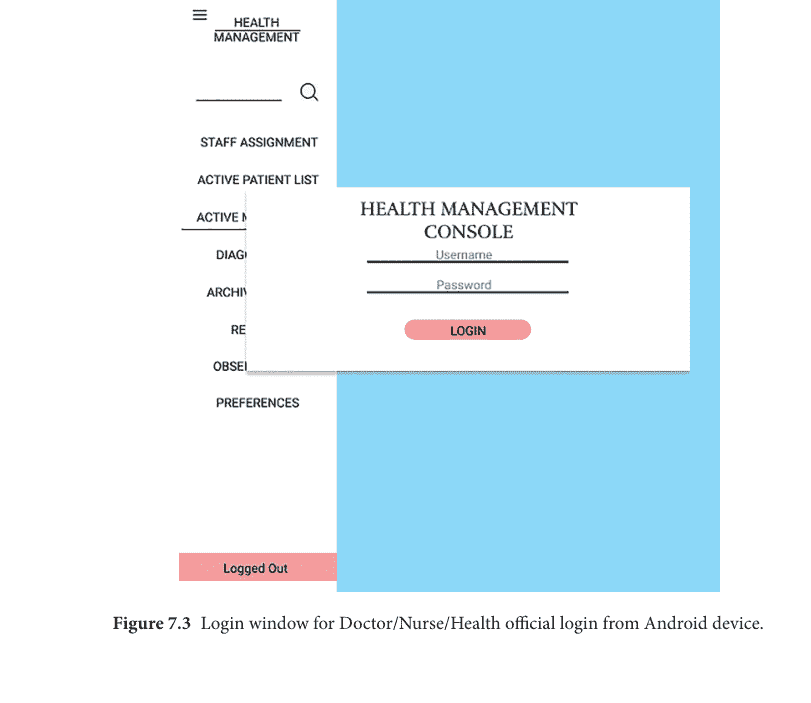 HEALTH
MANAGEMENT
STAFF ASSIGNMENT
ACTIVE PATIENT LIST
ACTIVE
HEALTH MANAGEMENT
CONSOLE
Username
Password
LOGIN
PREFERENCES
Logged Out
Figure 7.3 Login window for Doctor/Nurse/Health official login from Android device.